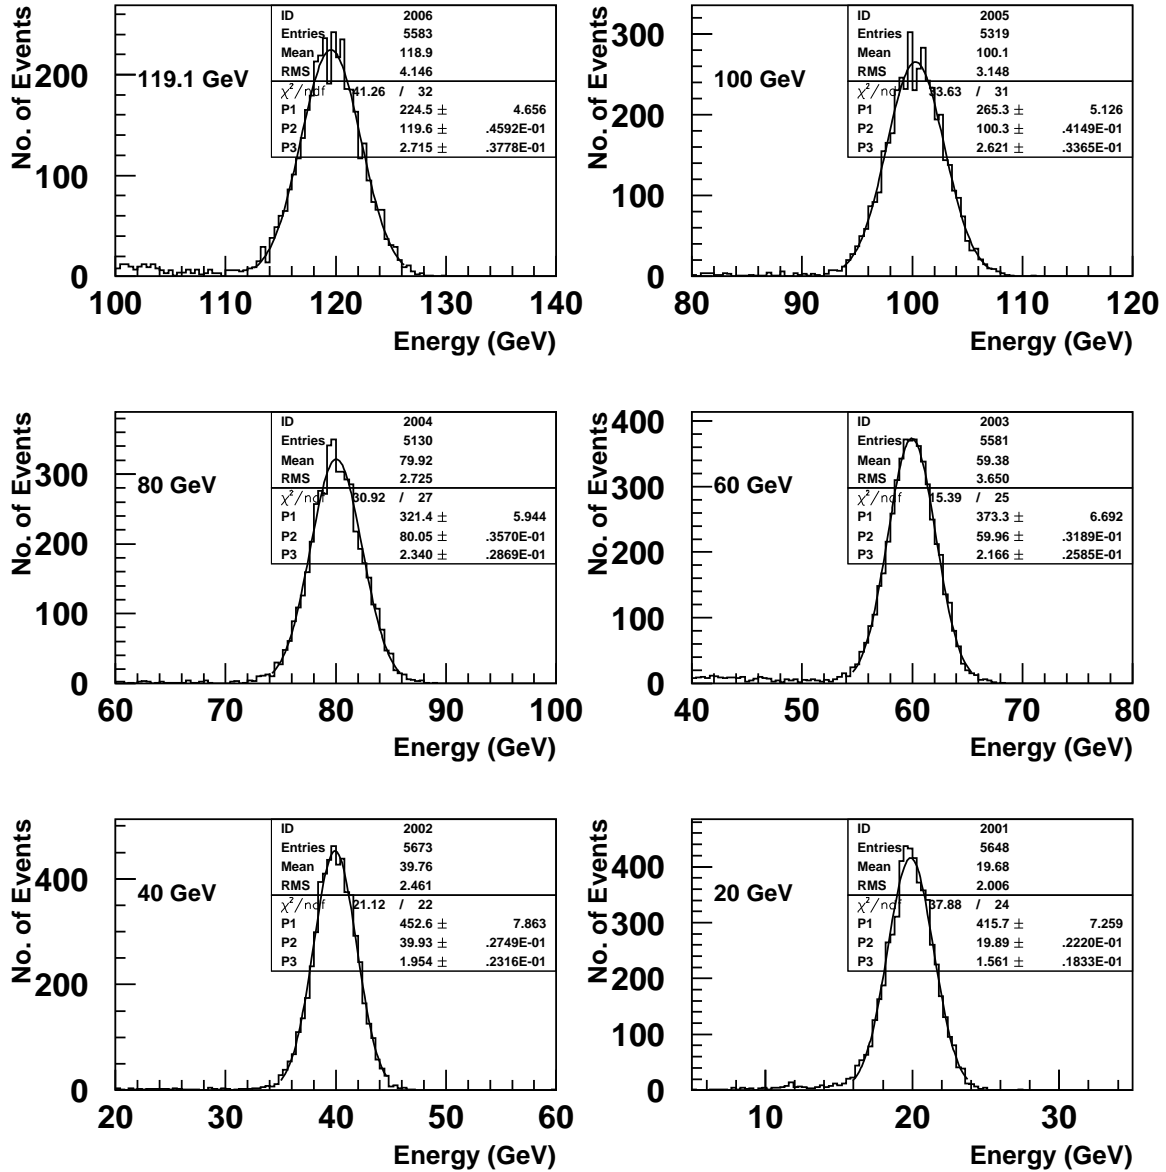 No. of Events
119.1 GeV
ID 2006
Entries 5583
Mean 118.9
RMS 4.146
χ²/ndf 41.26 / 32
P1 224.5 ± 4.656
P2 119.6 ± .4592E-01
P3 2.715 ± .3778E-01
200
100
0
100 110 120 130 140
Energy (GeV)
No. of Events
100 GeV
ID 2005
Entries 5319
Mean 100.1
RMS 3.148
χ²/ndf 33.63 / 31
P1 265.3 ± 5.126
P2 100.3 ± .4149E-01
P3 2.621 ± .3365E-01
300
200
100
0
80 90 100 110 120
Energy (GeV)
No. of Events
80 GeV
ID 2004
Entries 5130
Mean 79.92
RMS 2.725
χ²/ndf 30.92 / 27
P1 321.4 ± 5.944
P2 80.05 ± .3570E-01
P3 2.340 ± .2869E-01
300
200
100
0
60 70 80 90 100
Energy (GeV)
No. of Events
60 GeV
ID 2003
Entries 5581
Mean 59.38
RMS 3.650
χ²/ndf 15.39 / 25
P1 373.3 ± 6.692
P2 59.96 ± .3189E-01
P3 2.166 ± .2585E-01
400
300
200
100
0
40 50 60 70 80
Energy (GeV)
No. of Events
40 GeV
ID 2002
Entries 5673
Mean 39.76
RMS 2.461
χ²/ndf 21.12 / 22
P1 452.6 ± 7.863
P2 39.93 ± .2749E-01
P3 1.954 ± .2316E-01
400
200
0
20 30 40 50 60
Energy (GeV)
No. of Events
20 GeV
ID 2001
Entries 5648
Mean 19.68
RMS 2.006
χ²/ndf 37.88 / 24
P1 415.7 ± 7.259
P2 19.89 ± .2220E-01
P3 1.561 ± .1833E-01
400
300
200
100
0
10 20 30
Energy (GeV)